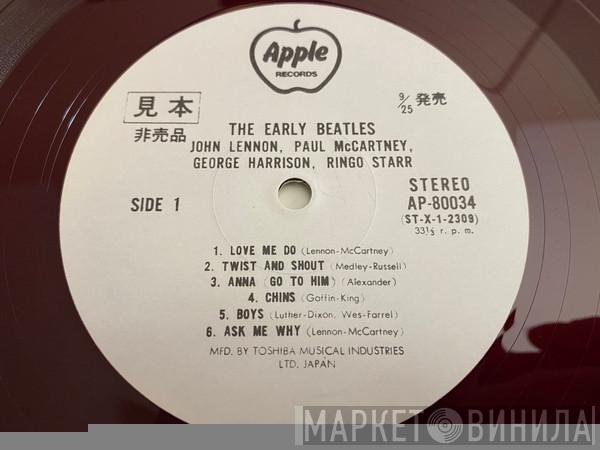 Apple
RECORDS
見本
非売品
9/25 発売
THE EARLY BEATLES
JOHN LENNON, PAUL McCARTNEY,
GEORGE HARRISON, RINGO STARR
SIDE 1
STEREO
AP-80034
(ST-X-1-2309)
33⅓ r. p. m.
1. LOVE ME DO (Lennon-McCartney)
2. TWIST AND SHOUT (Medley-Russell)
3. ANNA (GO TO HIM) (Alexander)
4. CHINS (Goffin-King)
5. BOYS (Luther-Dixon, Wes-Farrel)
6. ASK ME WHY (Lennon-McCartney)
MFD. BY TOSHIBA MUSICAL INDUSTRIES
LTD. JAPAN
МАРКЕТ ВИНИЛА